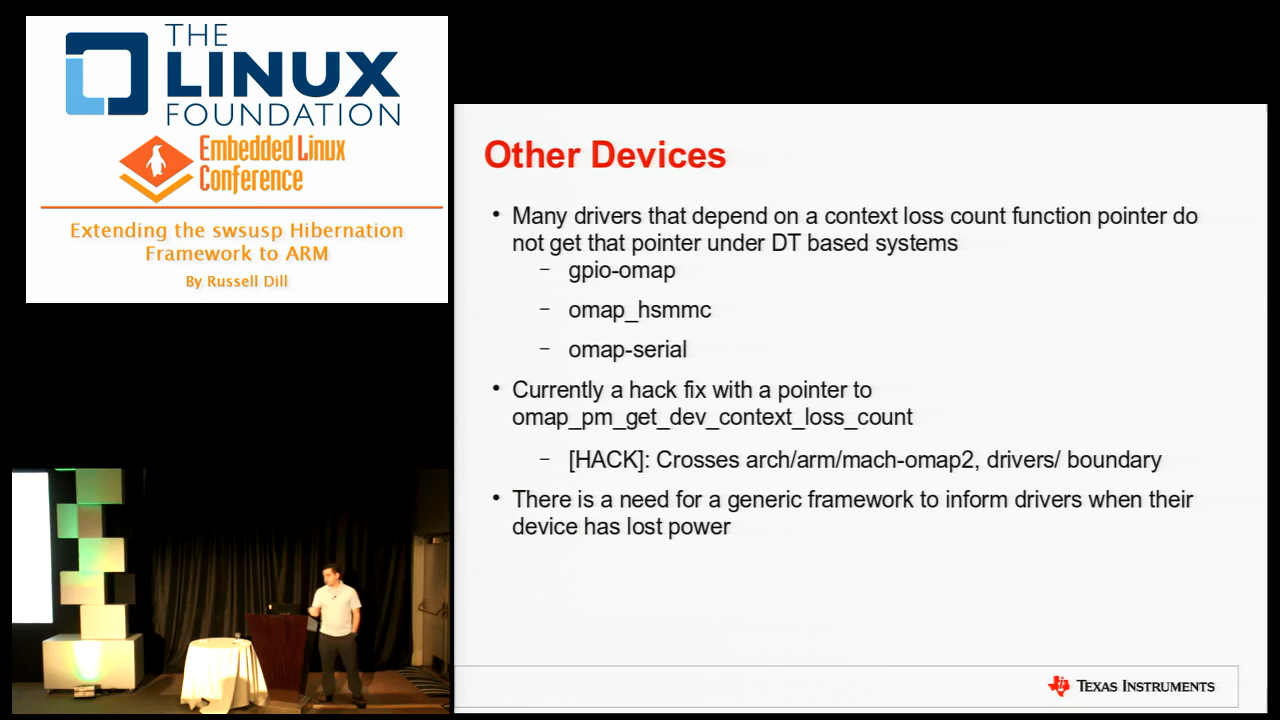 THE
LINUX
FOUNDATION
Embedded Linux
Conference
Extending the swsusp Hibernation
Framework to ARM
By Russell Dill
Other Devices
• Many drivers that depend on a context loss count function pointer do
not get that pointer under DT based systems
– gpio-omap
– omap_hsmmc
– omap-serial
• Currently a hack fix with a pointer to
omap_pm_get_dev_context_loss_count
– [HACK]: Crosses arch/arm/mach-omap2, drivers/ boundary
• There is a need for a generic framework to inform drivers when their
device has lost power
TEXAS INSTRUMENTS